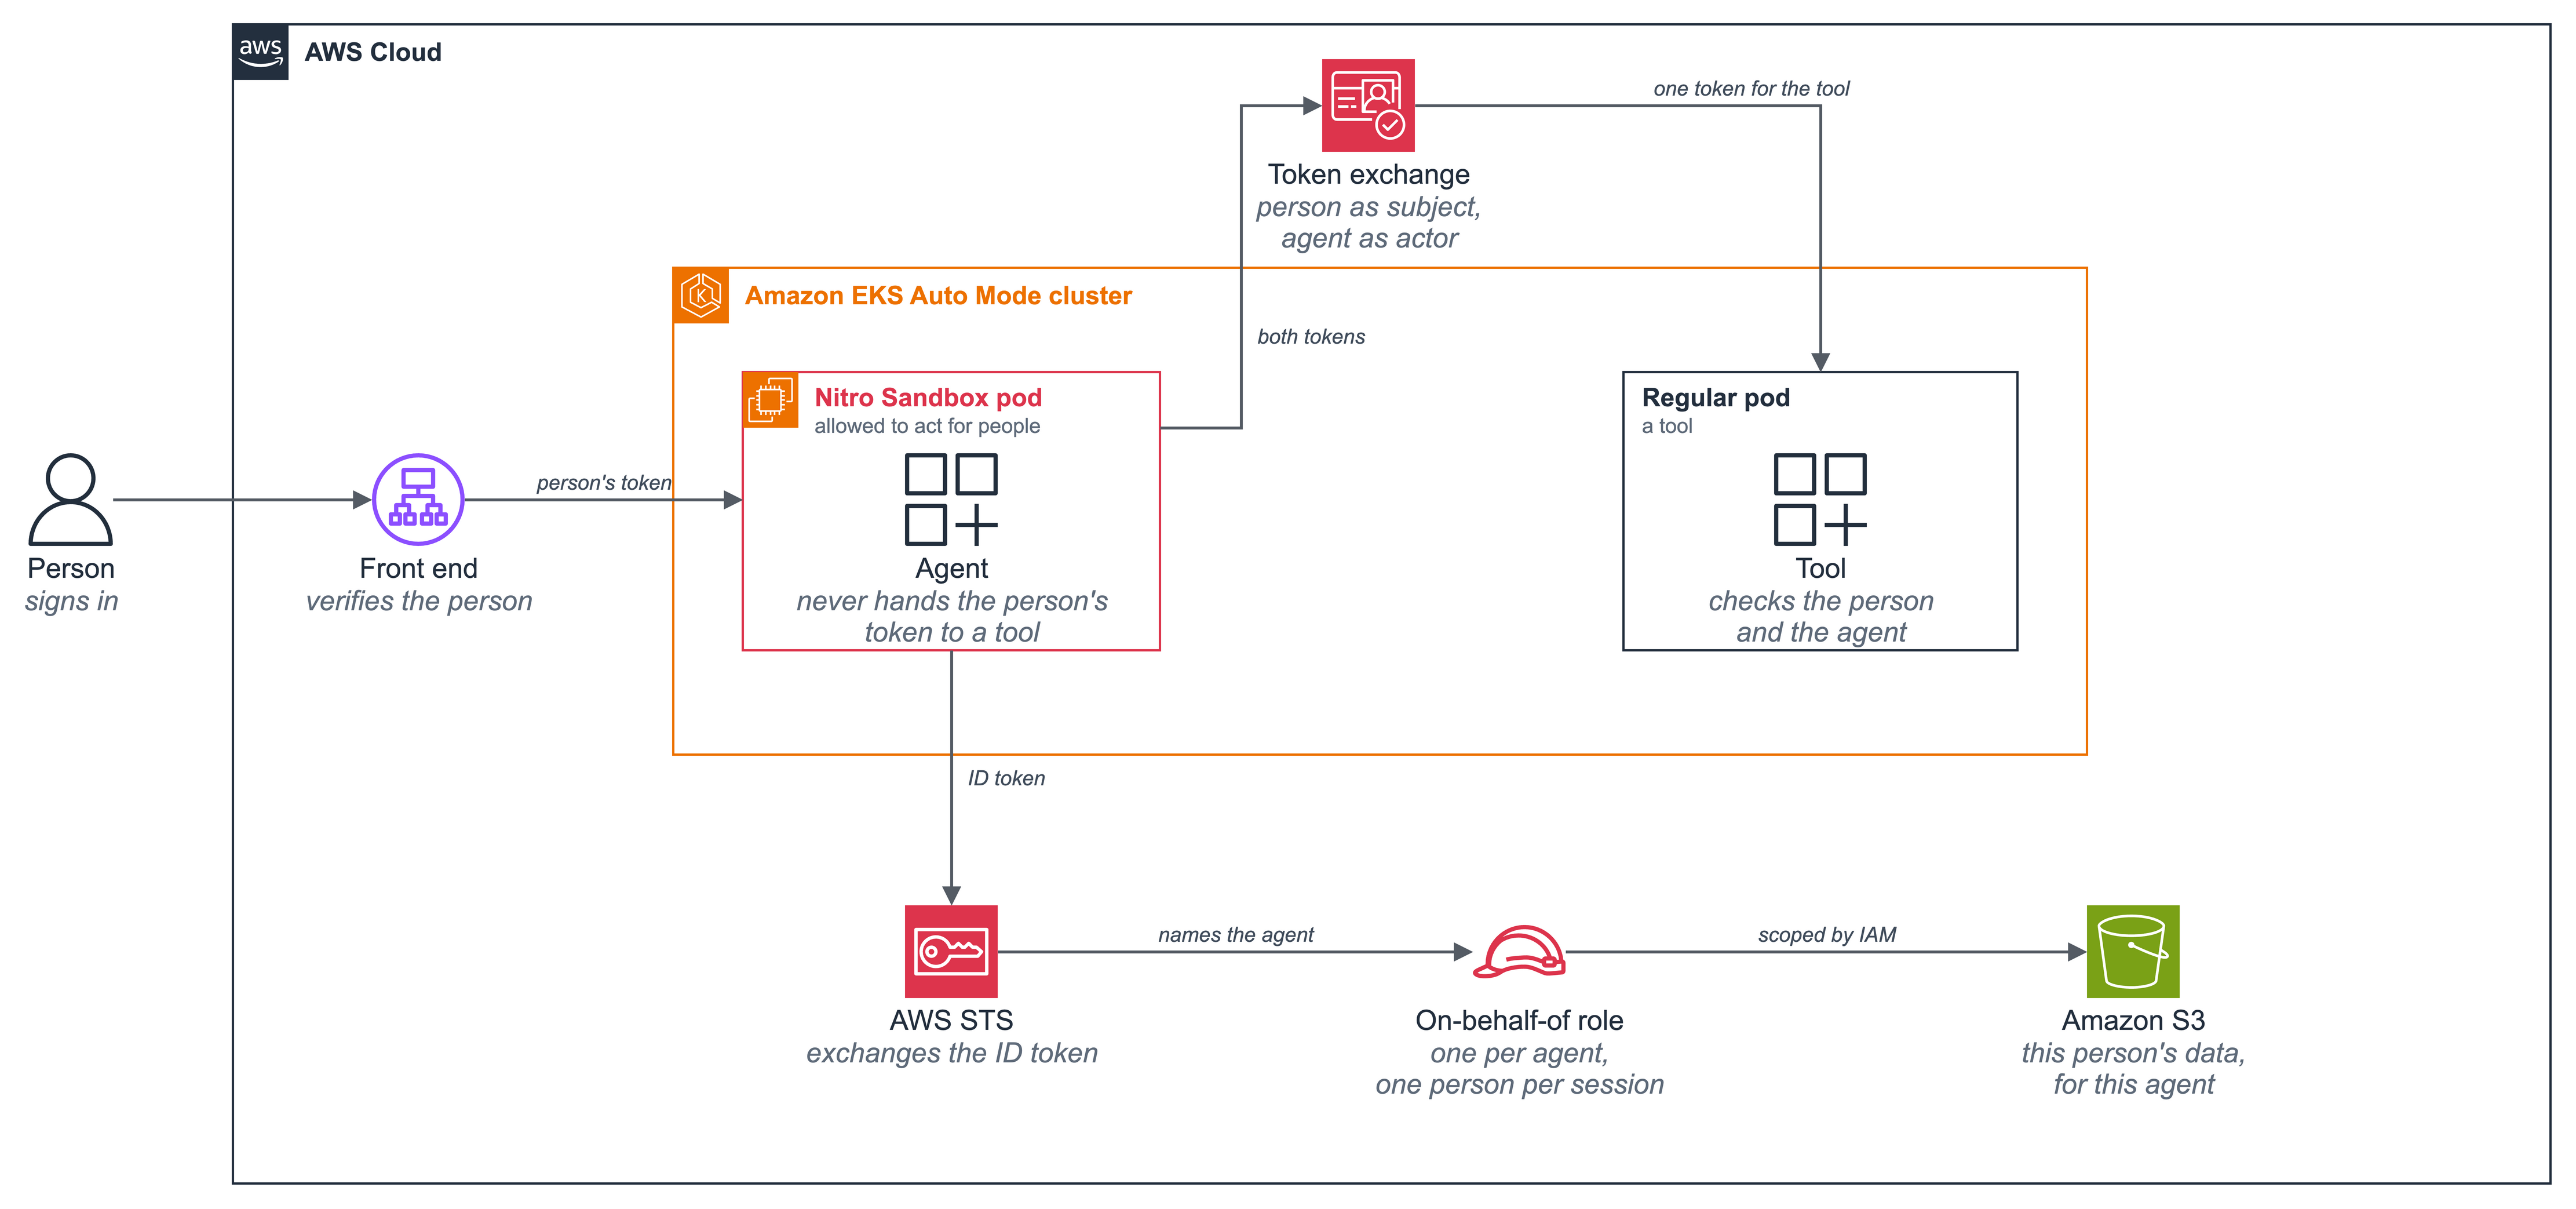 aws
AWS Cloud
one token for the tool
Token exchange
person as subject,
agent as actor
Amazon EKS Auto Mode cluster
both tokens
Nitro Sandbox pod
allowed to act for people
Regular pod
a tool
person's token
Person
signs in
Front end
verifies the person
Agent
never hands the person's
token to a tool
Tool
checks the person
and the agent
ID token
names the agent
scoped by IAM
AWS STS
exchanges the ID token
On-behalf-of role
one per agent,
one person per session
Amazon S3
this person's data,
for this agent